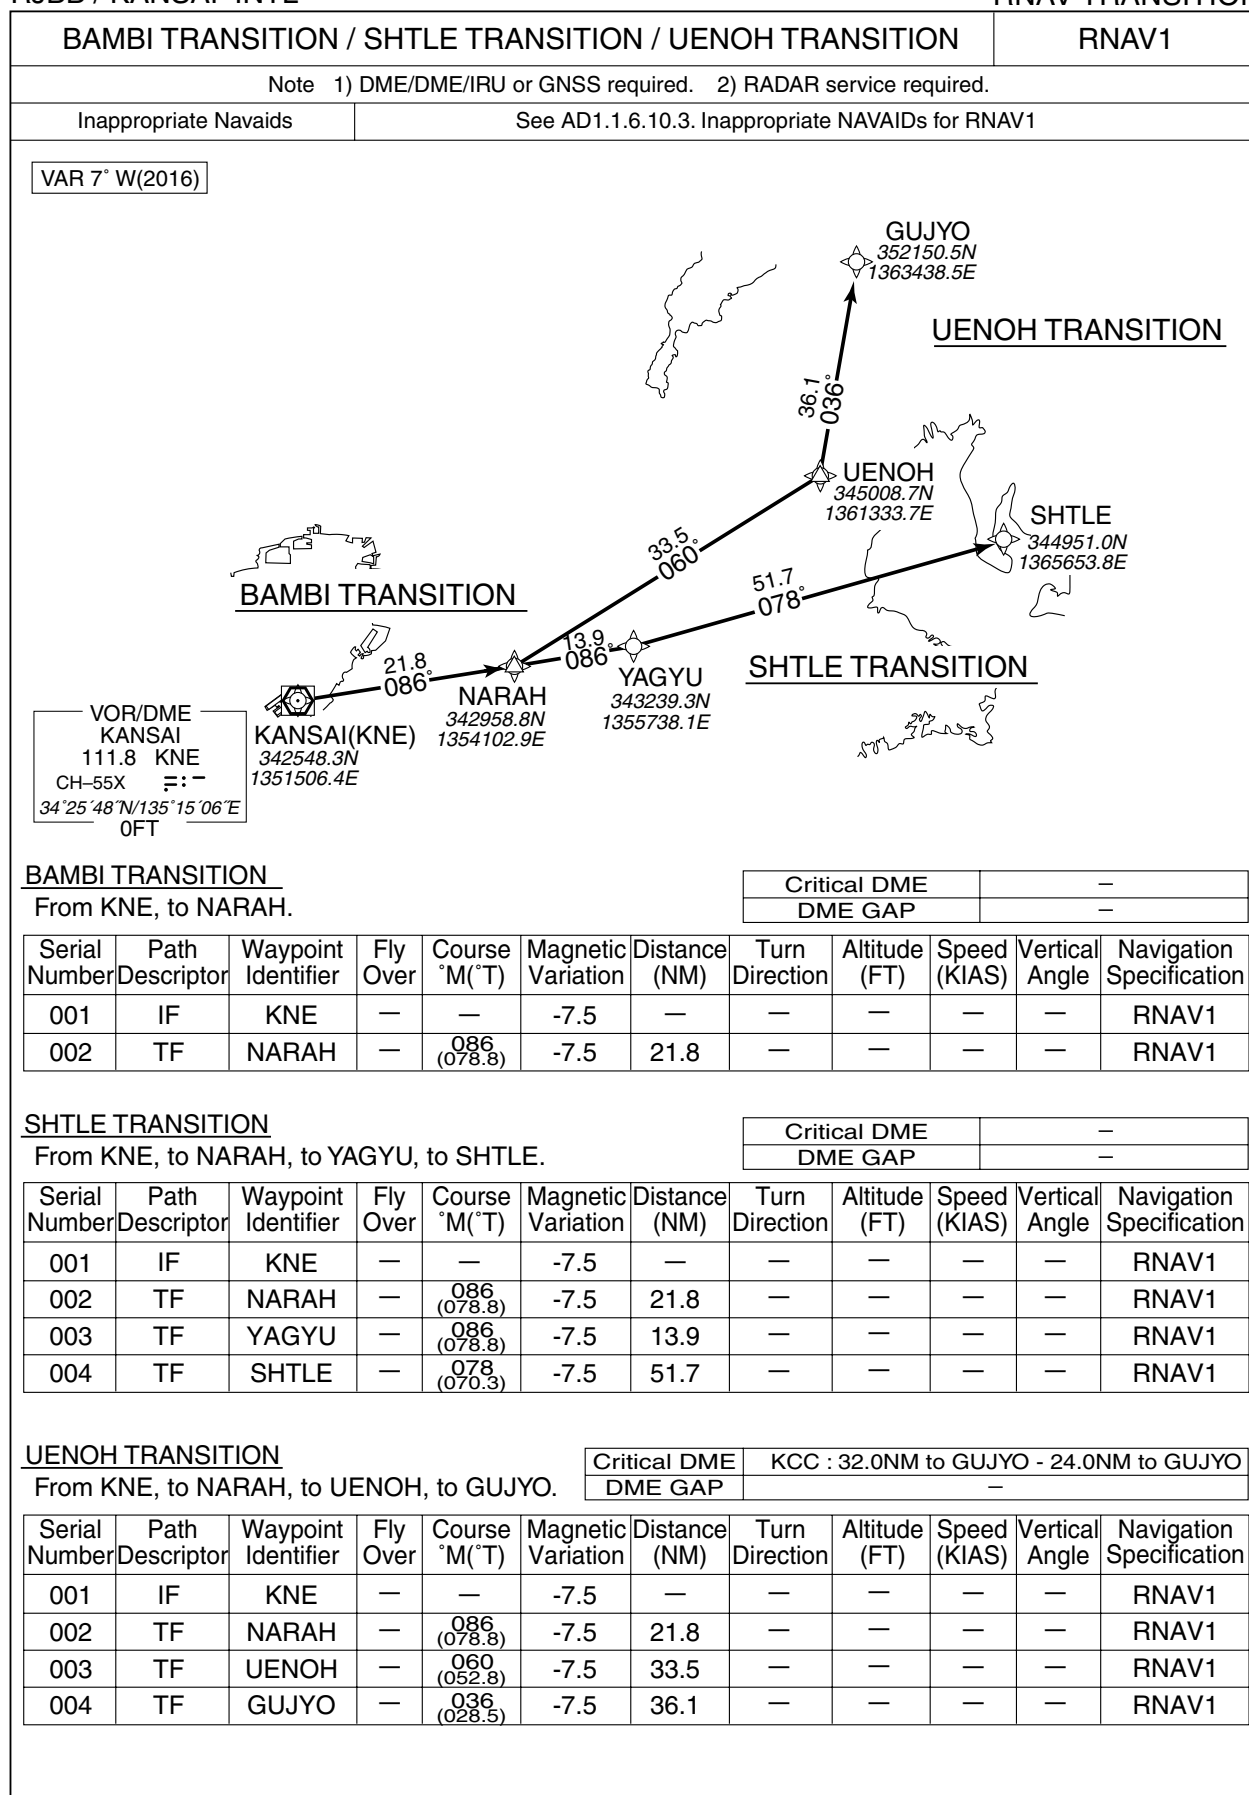 RJBB / KANSAI INTL
RNAV TRANSITION
BAMBI TRANSITION / SHTLE TRANSITION / UENOH TRANSITION
RNAV1
Note 1) DME/DME/IRU or GNSS required. 2) RADAR service required.
Inappropriate Navaids
See AD1.1.6.10.3. Inappropriate NAVAIDs for RNAV1
VAR 7˚ W(2016)
GUJYO
352150.5N
1363438.5E
UENOH TRANSITION
36.1
036˚
UENOH
345008.7N
1361333.7E
SHTLE
344951.0N
1365653.8E
33.5
060˚
51.7
078˚
BAMBI TRANSITION
13.9
086˚
21.8
086˚
NARAH
342958.8N
1354102.9E
YAGYU
343239.3N
1355738.1E
SHTLE TRANSITION
KANSAI(KNE)
342548.3N
1351506.4E
VOR/DME
KANSAI
111.8 KNE
CH–55X
34˚25´48˝N/135˚15´06˝E
0FT
BAMBI TRANSITION
From KNE, to NARAH.
Critical DME –
DME GAP –
Serial Path Waypoint Fly Course Magnetic Distance Turn Altitude Speed Vertical Navigation
Number Descriptor Identifier Over ˚M(˚T) Variation (NM) Direction (FT) (KIAS) Angle Specification
001 IF KNE — — -7.5 — — — — — RNAV1
002 TF NARAH — 086 (078.8) -7.5 21.8 — — — — RNAV1
SHTLE TRANSITION
From KNE, to NARAH, to YAGYU, to SHTLE.
Critical DME –
DME GAP –
Serial Path Waypoint Fly Course Magnetic Distance Turn Altitude Speed Vertical Navigation
Number Descriptor Identifier Over ˚M(˚T) Variation (NM) Direction (FT) (KIAS) Angle Specification
001 IF KNE — — -7.5 — — — — — RNAV1
002 TF NARAH — 086 (078.8) -7.5 21.8 — — — — RNAV1
003 TF YAGYU — 086 (078.8) -7.5 13.9 — — — — RNAV1
004 TF SHTLE — 078 (070.3) -7.5 51.7 — — — — RNAV1
UENOH TRANSITION
From KNE, to NARAH, to UENOH, to GUJYO.
Critical DME KCC : 32.0NM to GUJYO - 24.0NM to GUJYO
DME GAP –
Serial Path Waypoint Fly Course Magnetic Distance Turn Altitude Speed Vertical Navigation
Number Descriptor Identifier Over ˚M(˚T) Variation (NM) Direction (FT) (KIAS) Angle Specification
001 IF KNE — — -7.5 — — — — — RNAV1
002 TF NARAH — 086 (078.8) -7.5 21.8 — — — — RNAV1
003 TF UENOH — 060 (052.8) -7.5 33.5 — — — — RNAV1
004 TF GUJYO — 036 (028.5) -7.5 36.1 — — — — RNAV1